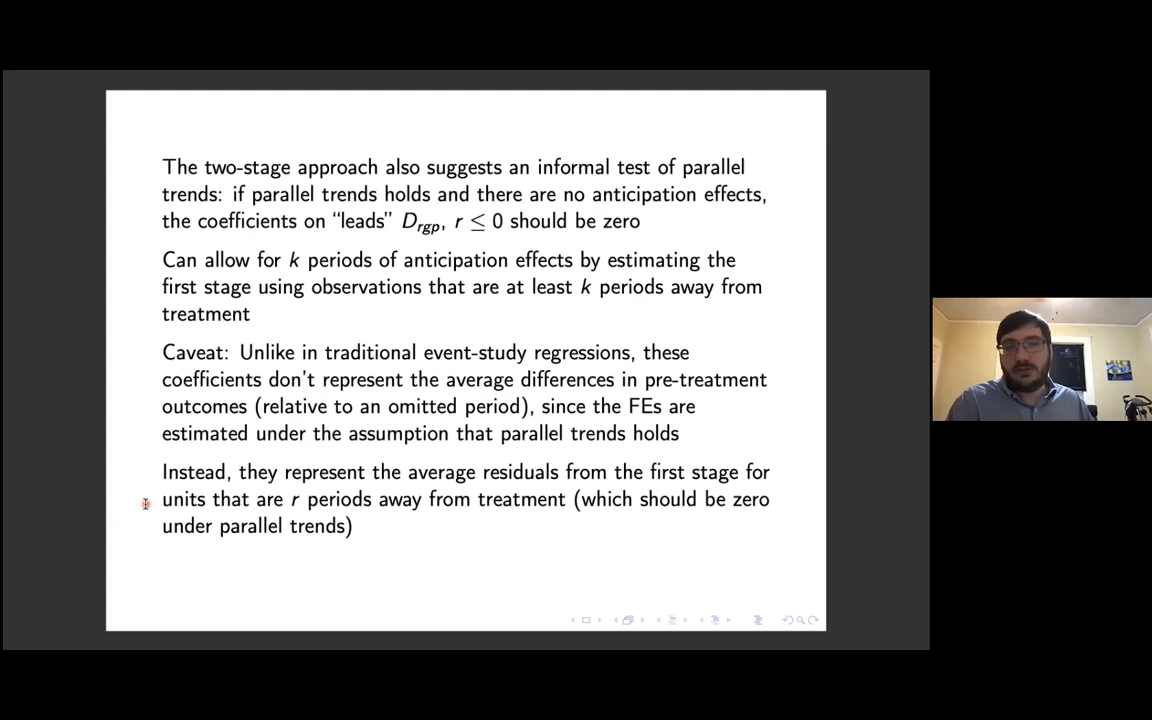 The two-stage approach also suggests an informal test of parallel
trends: if parallel trends holds and there are no anticipation effects,
the coefficients on “leads” D_rgp, r ≤ 0 should be zero
Can allow for k periods of anticipation effects by estimating the
first stage using observations that are at least k periods away from
treatment
Caveat: Unlike in traditional event-study regressions, these
coefficients don't represent the average differences in pre-treatment
outcomes (relative to an omitted period), since the FEs are
estimated under the assumption that parallel trends holds
Instead, they represent the average residuals from the first stage for
units that are r periods away from treatment (which should be zero
under parallel trends)